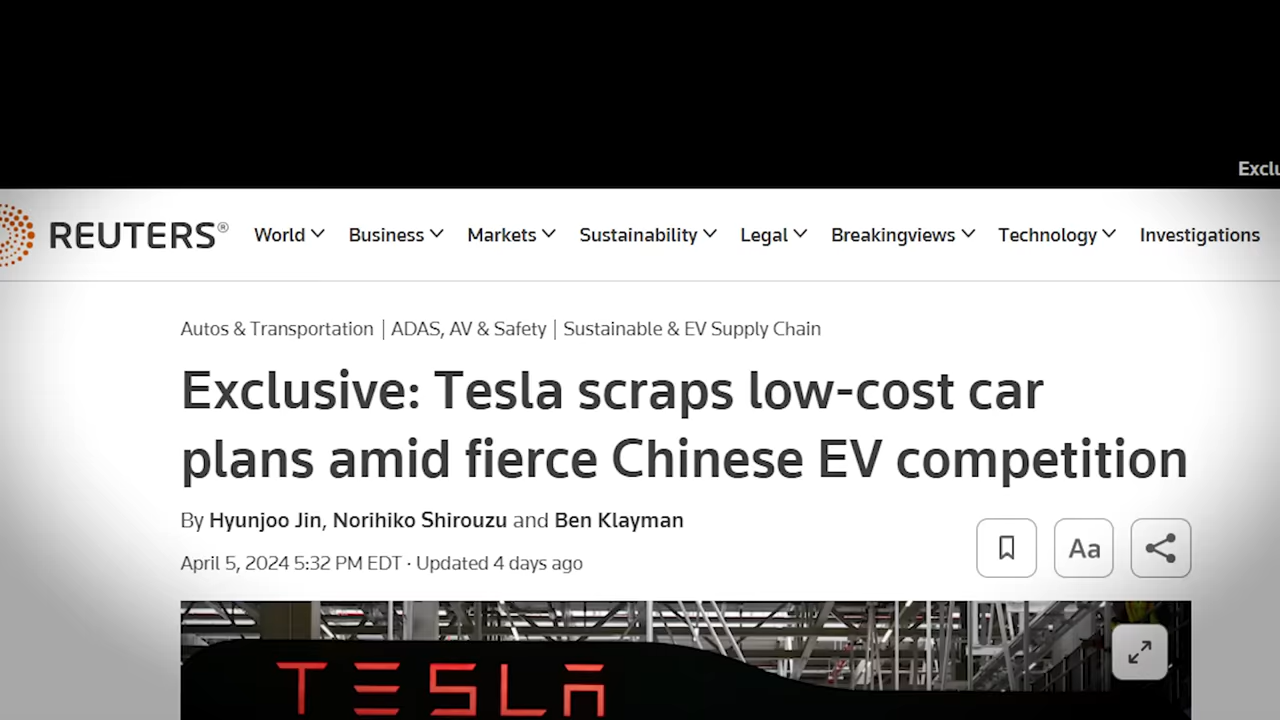 Exclu
REUTERS®
World Business Markets Sustainability Legal Breakingviews Technology Investigations
Autos & Transportation | ADAS, AV & Safety | Sustainable & EV Supply Chain
Exclusive: Tesla scraps low-cost car
plans amid fierce Chinese EV competition
By Hyunjoo Jin, Norihiko Shirouzu and Ben Klayman
Aa
April 5, 2024 5:32 PM EDT · Updated 4 days ago
TESLA